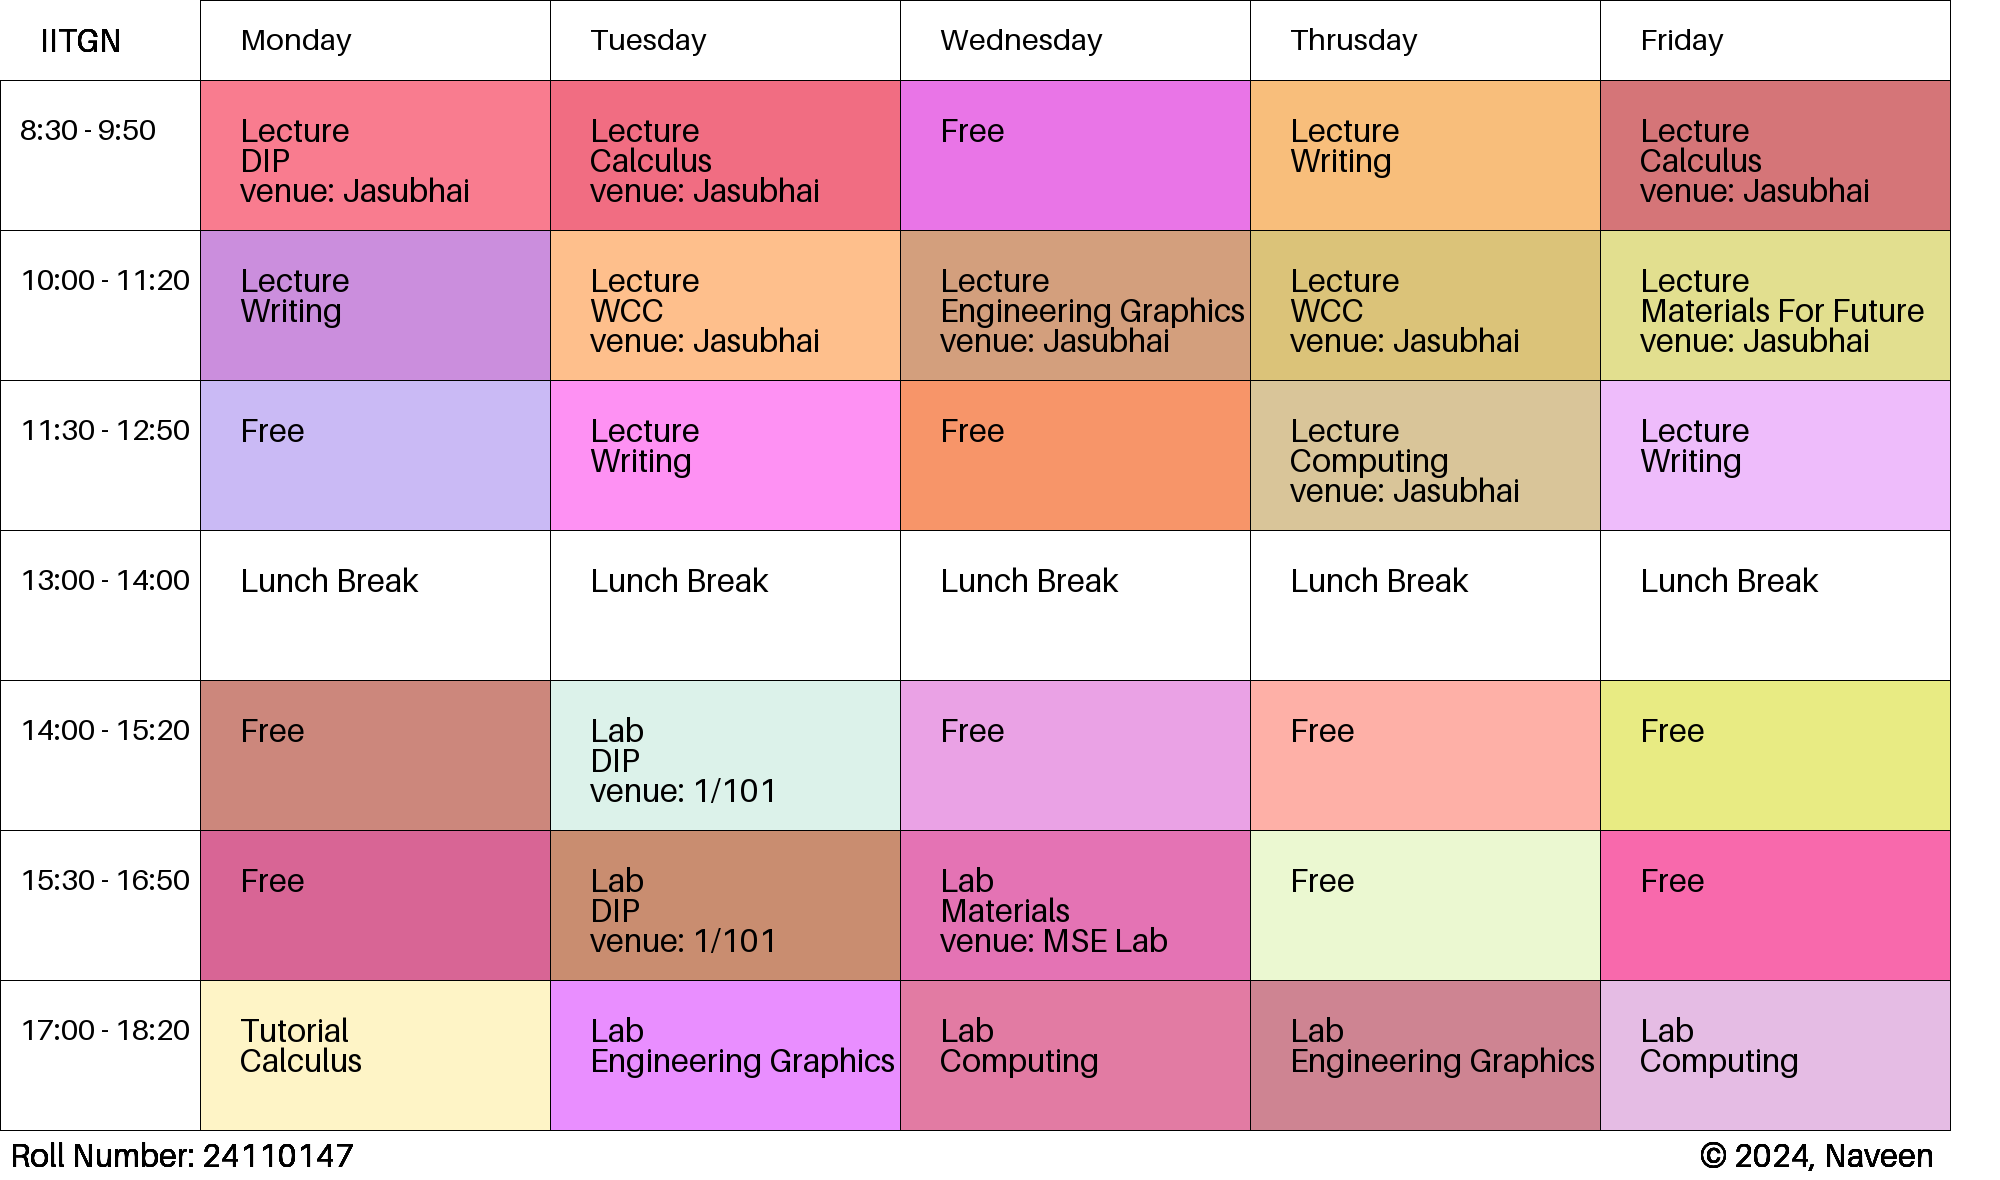 IITGN
Monday
Tuesday
Wednesday
Thrusday
Friday
8:30 - 9:50
Lecture
DIP
venue: Jasubhai
Lecture
Calculus
venue: Jasubhai
Free
Lecture
Writing
Lecture
Calculus
venue: Jasubhai
10:00 - 11:20
Lecture
Writing
Lecture
WCC
venue: Jasubhai
Lecture
Engineering Graphics
venue: Jasubhai
Lecture
WCC
venue: Jasubhai
Lecture
Materials For Future
venue: Jasubhai
11:30 - 12:50
Free
Lecture
Writing
Free
Lecture
Computing
venue: Jasubhai
Lecture
Writing
13:00 - 14:00
Lunch Break
Lunch Break
Lunch Break
Lunch Break
Lunch Break
14:00 - 15:20
Free
Lab
DIP
venue: 1/101
Free
Free
Free
15:30 - 16:50
Free
Lab
DIP
venue: 1/101
Lab
Materials
venue: MSE Lab
Free
Free
17:00 - 18:20
Tutorial
Calculus
Lab
Engineering Graphics
Lab
Computing
Lab
Engineering Graphics
Lab
Computing
Roll Number: 24110147
© 2024, Naveen